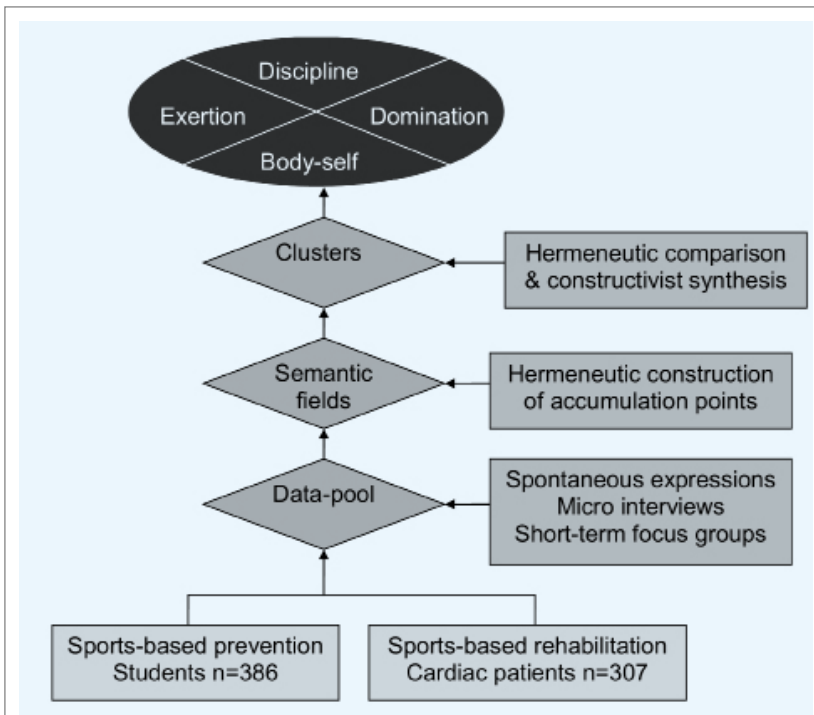 Discipline
Exertion
Domination
Body-self
Clusters
Hermeneutic comparison
& constructivist synthesis
Semantic
fields
Hermeneutic construction
of accumulation points
Data-pool
Spontaneous expressions
Micro interviews
Short-term focus groups
Sports-based prevention
Students n=386
Sports-based rehabilitation
Cardiac patients n=307